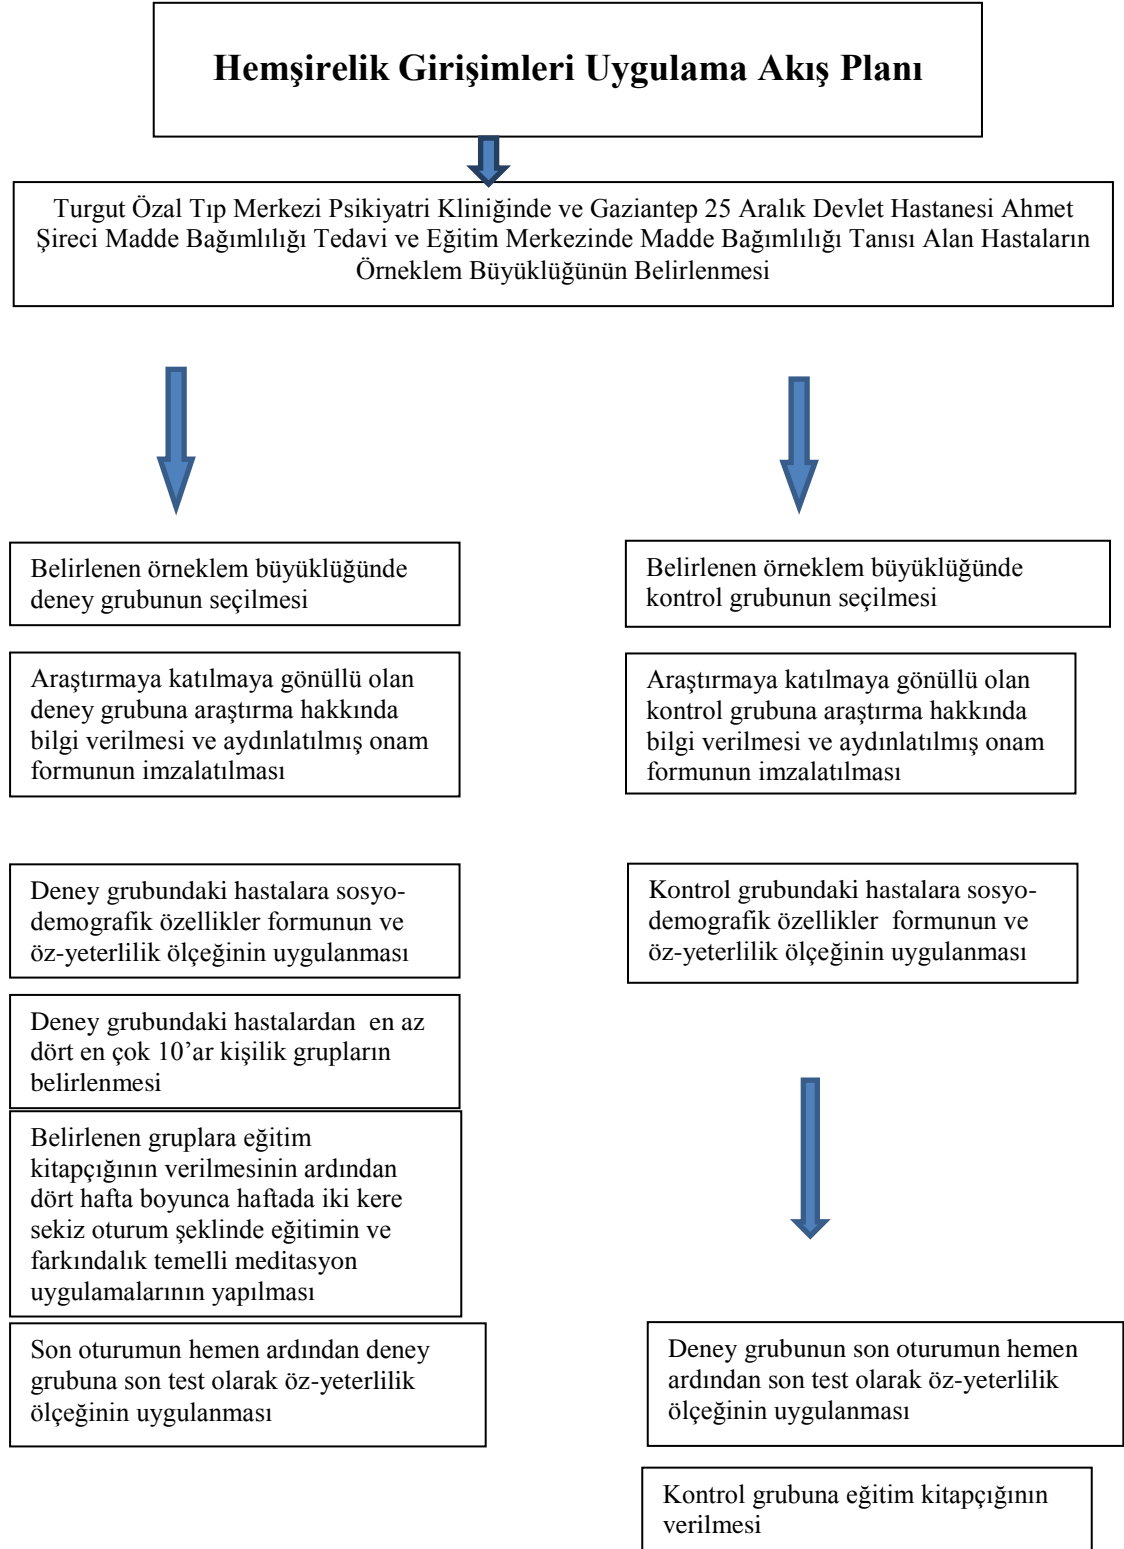 Hemşirelik Girişimleri Uygulama Akış Planı
Turgut Özal Tıp Merkezi Psikiyatri Kliniğinde ve Gaziantep 25 Aralık Devlet Hastanesi Ahmet
Şireci Madde Bağımlılığı Tedavi ve Eğitim Merkezinde Madde Bağımlılığı Tanısı Alan Hastaların
Örneklem Büyüklüğünün Belirlenmesi
Belirlenen örneklem büyüklüğünde
deney grubunun seçilmesi
Araştırmaya katılmaya gönüllü olan
deney grubuna araştırma hakkında
bilgi verilmesi ve aydınlatılmış onam
formunun imzalatılması
Deney grubundaki hastalara sosyo-
demografik özellikler formunun ve
öz-yeterlilik ölçeğinin uygulanması
Deney grubundaki hastalardan en az
dört en çok 10’ar kişilik grupların
belirlenmesi
Belirlenen gruplara eğitim
kitapçığının verilmesinin ardından
dört hafta boyunca haftada iki kere
sekiz oturum şeklinde eğitimin ve
farkındalık temelli meditasyon
uygulamalarının yapılması
Son oturumun hemen ardından deney
grubuna son test olarak öz-yeterlilik
ölçeğinin uygulanması
Belirlenen örneklem büyüklüğünde
kontrol grubunun seçilmesi
Araştırmaya katılmaya gönüllü olan
kontrol grubuna araştırma hakkında
bilgi verilmesi ve aydınlatılmış onam
formunun imzalatılması
Kontrol grubundaki hastalara sosyo-
demografik özellikler formunun ve
öz-yeterlilik ölçeğinin uygulanması
Deney grubunun son oturumun hemen
ardından son test olarak öz-yeterlilik
ölçeğinin uygulanması
Kontrol grubuna eğitim kitapçığının
verilmesi